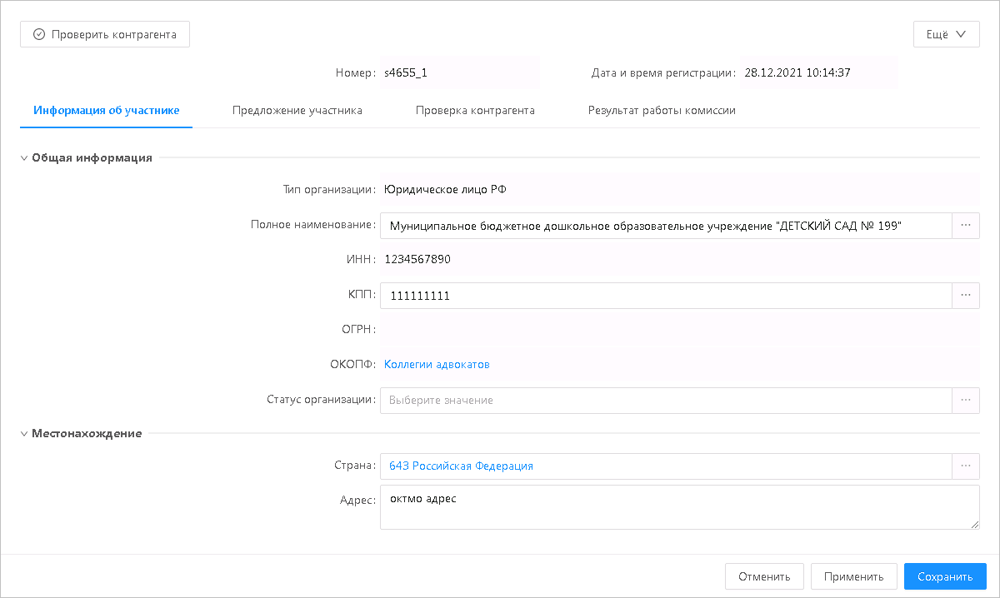 Проверить контрагента
Ещё
Номер: s4655_1 Дата и время регистрации: 28.12.2021 10:14:37
Информация об участнике Предложение участника Проверка контрагента Результат работы комиссии
Общая информация
Тип организации: Юридическое лицо РФ
Полное наименование: Муниципальное бюджетное дошкольное образовательное учреждение "ДЕТСКИЙ САД № 199" ...
ИНН: 1234567890
КПП: 111111111 ...
ОГРН:
ОКОПФ: Коллегии адвокатов
Статус организации: Выберите значение ...
Местонахождение
Страна: 643 Российская Федерация ...
Адрес: октмо адрес
Отменить Применить Сохранить